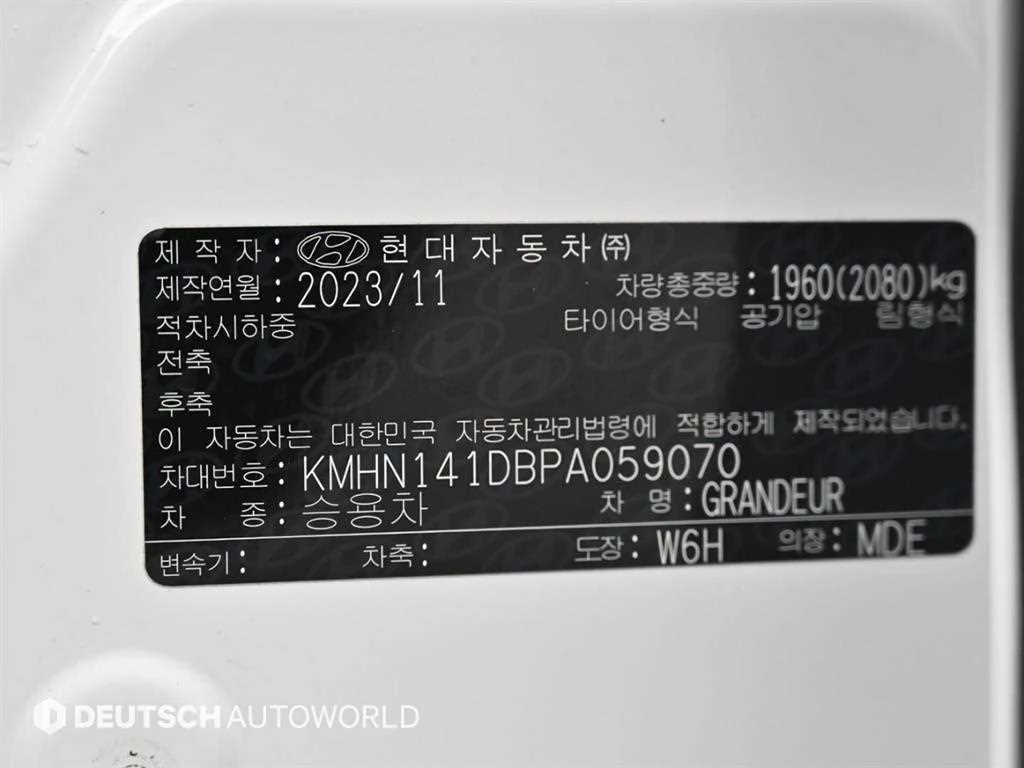 제 작 자 : 현 대 자 동 차 ㈜
제작연월 : 2023/11 차량총중량 : 1960(2080)kg
적차시하중 타이어형식 공기압 림형식
전축
후축
이 자동차는 대한민국 자동차관리법령에 적합하게 제작되었습니다.
차대번호 : KMHN141DBPA059070
차 종 : 승용차 차 명 : GRANDEUR
변속기 : 차축 : 도장 : W6H 의장 : MDE
DEUTSCH AUTOWORLD